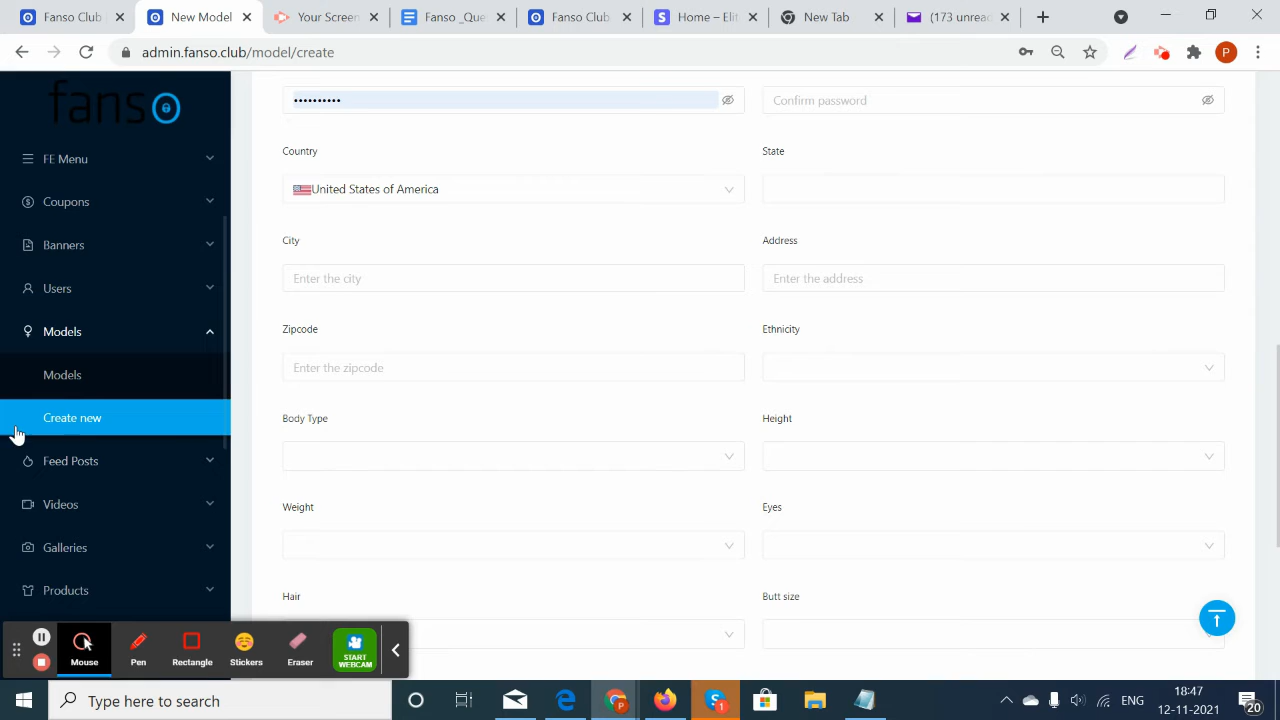 Fanso Club
New Model
Your Screen
Fanso _Que
Fanso Club
Home – Elh
New Tab
(173 unrea
admin.fanso.club/model/create
P
fanso
FE Menu
Coupons
Banners
Users
Models
Models
Create new
Feed Posts
Videos
Galleries
Products
••••••••••
Confirm password
Country
State
United States of America
City
Address
Enter the city
Enter the address
Zipcode
Ethnicity
Enter the zipcode
Body Type
Height
Weight
Eyes
Hair
Butt size
Mouse
Pen
Rectangle
Stickers
Eraser
START
WEBCAM
Type here to search
1
ENG
18:47
12-11-2021
20